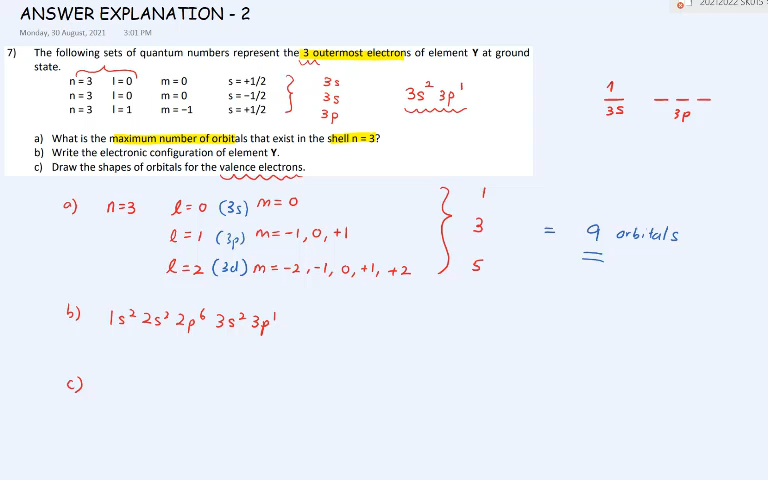 20212022 SK015
ANSWER EXPLANATION - 2
Monday, 30 August, 2021 3:01 PM
7) The following sets of quantum numbers represent the 3 outermost electrons of element Y at ground
state.
n = 3 l = 0 m = 0 s = +1/2 3s
n = 3 l = 0 m = 0 s = -1/2 3s
n = 3 l = 1 m = -1 s = +1/2 3p
3s² 3p¹
1
3s 3p
a) What is the maximum number of orbitals that exist in the shell n = 3?
b) Write the electronic configuration of element Y.
c) Draw the shapes of orbitals for the valence electrons.
a) n=3 l=0 (3s) m=0 1
l=1 (3p) m=-1, 0, +1 3 = 9 orbitals
l=2 (3d) m=-2, -1, 0, +1, +2 5
b) 1s² 2s² 2p⁶ 3s² 3p¹
c)